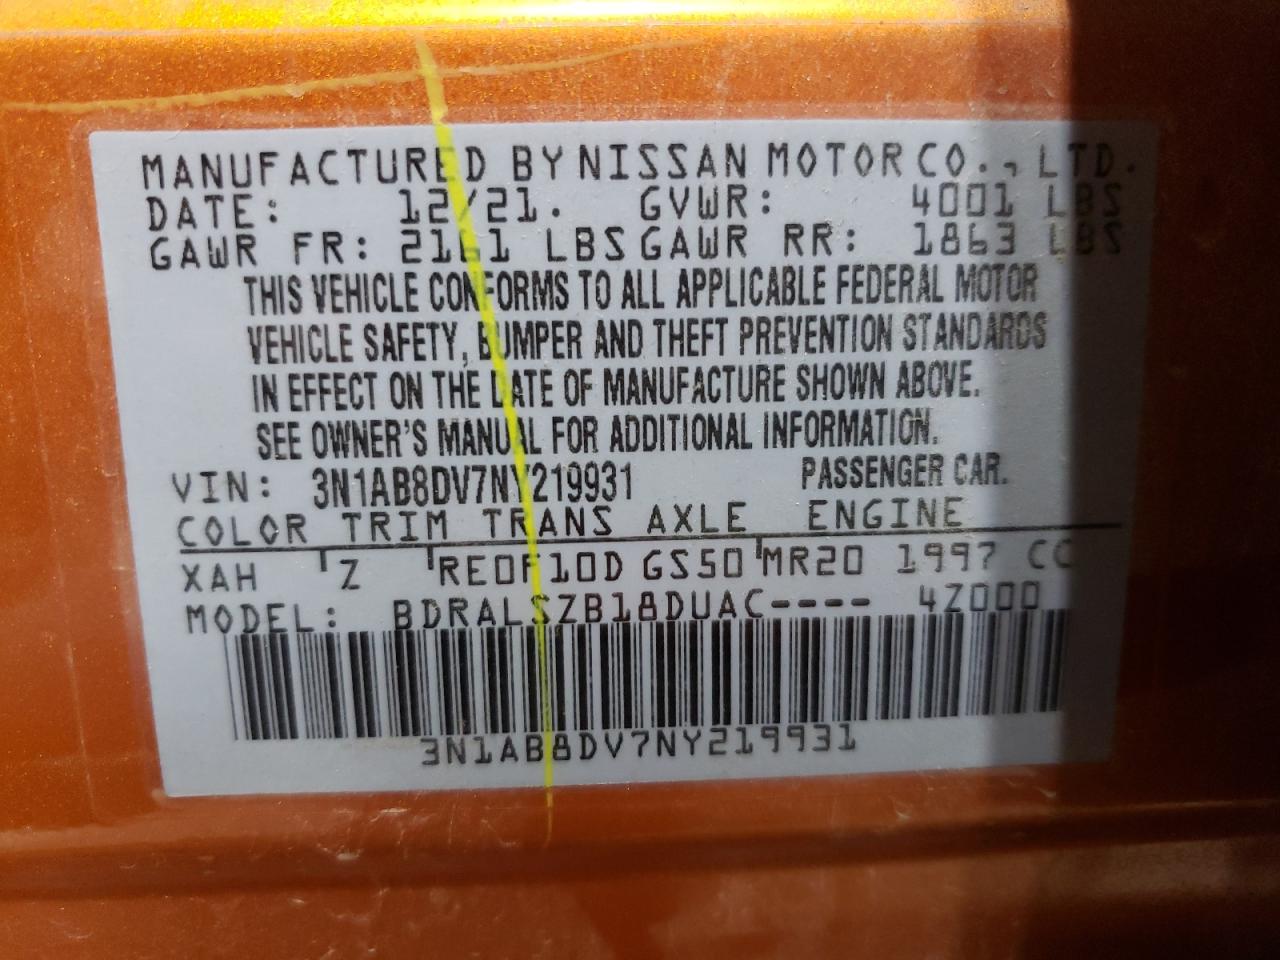 MANUFACTURED BY NISSAN MOTOR CO., LTD.
DATE: 12/21. GVWR: 4001 LBS
GAWR FR: 2161 LBS GAWR RR: 1863 LBS
THIS VEHICLE CONFORMS TO ALL APPLICABLE FEDERAL MOTOR
VEHICLE SAFETY, BUMPER AND THEFT PREVENTION STANDARDS
IN EFFECT ON THE DATE OF MANUFACTURE SHOWN ABOVE.
SEE OWNER'S MANUAL FOR ADDITIONAL INFORMATION.
VIN: 3N1AB8DV7NY219931 PASSENGER CAR.
COLOR TRIM TRANS AXLE ENGINE
XAH Z RE0F10D GS50 MR20 1997 CC
MODEL: BDRALSZB18DUAC---- 4Z000
3N1AB8DV7NY219931